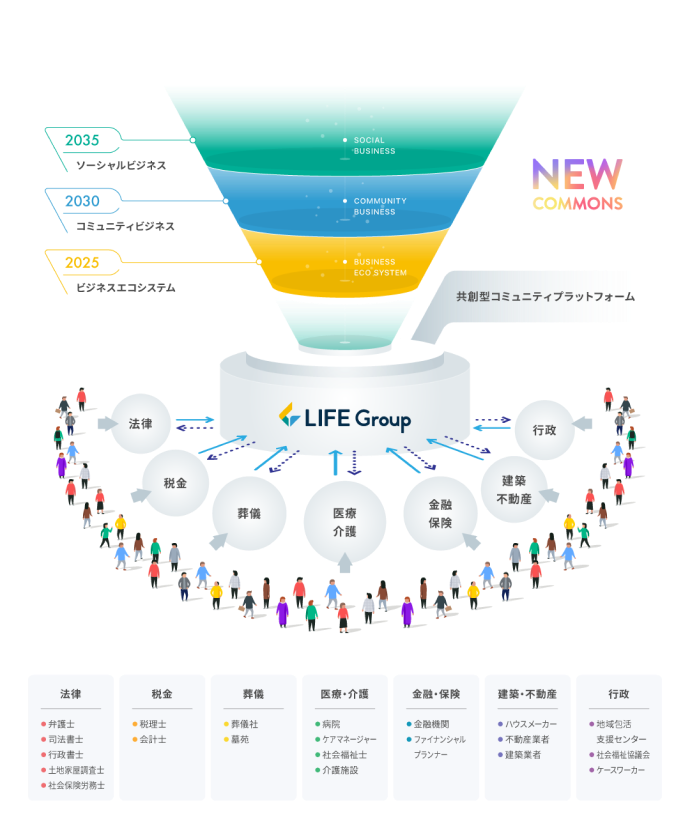 2035
ソーシャルビジネス
SOCIAL
BUSINESS
NEW
COMMONS
2030
コミュニティビジネス
COMMUNITY
BUSINESS
2025
ビジネスエコシステム
BUSINESS
ECO SYSTEM
共創型コミュニティプラットフォーム
LIFE Group
法律
税金
葬儀
医療
介護
金融
保険
建築
不動産
行政
法律
●弁護士
●司法書士
●行政書士
●土地家屋調査士
●社会保険労務士
税金
●税理士
●会計士
葬儀
●葬儀社
●墓苑
医療・介護
●病院
●ケアマネージャー
●社会福祉士
●介護施設
金融・保険
●金融機関
●ファイナンシャル
プランナー
建築・不動産
●ハウスメーカー
●不動産業者
●建築業者
行政
●地域包活
支援センター
●社会福祉協議会
●ケースワーカー